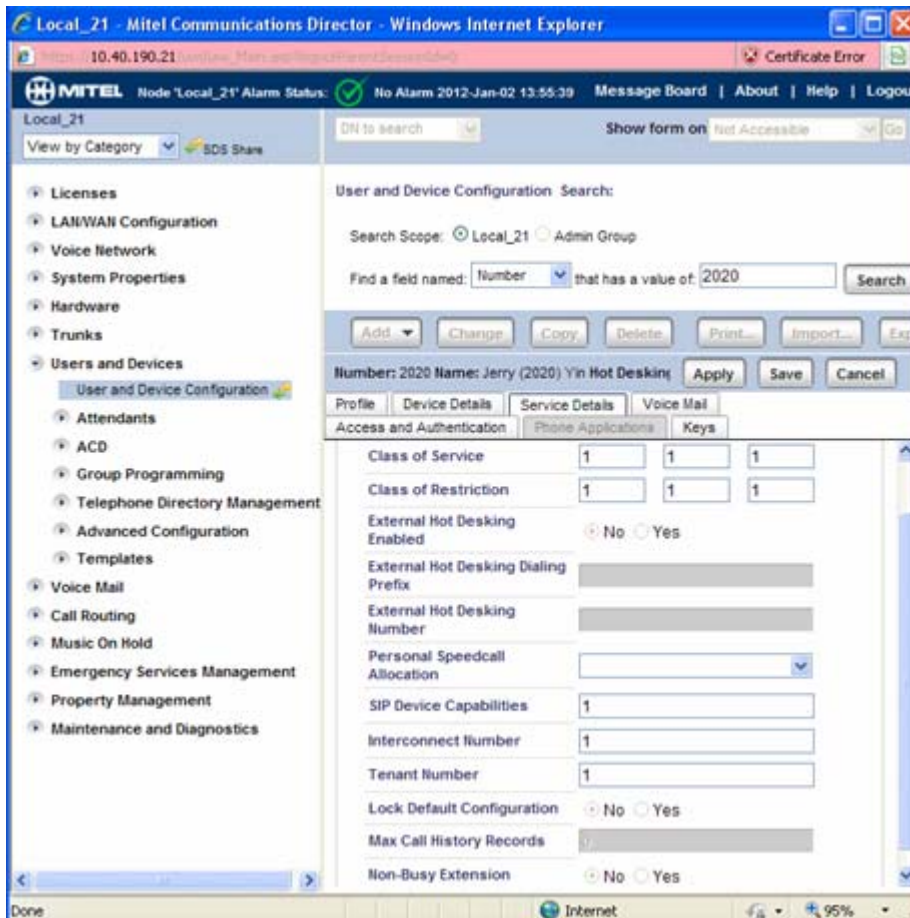 Local_21 - Mitel Communications Director - Windows Internet Explorer
10.40.190.21
Certificate Error
MITEL Node 'Local_21' Alarm Status: No Alarm 2012-Jan-02 13:55:39 Message Board | About | Help | Logou
Local_21
View by Category SDS Share
DN to search Show form on Not Accessible Go
Licenses
LAN/WAN Configuration
Voice Network
System Properties
Hardware
Trunks
Users and Devices
User and Device Configuration
Attendants
ACD
Group Programming
Telephone Directory Management
Advanced Configuration
Templates
Voice Mail
Call Routing
Music On Hold
Emergency Services Management
Property Management
Maintenance and Diagnostics
User and Device Configuration Search:
Search Scope: Local_21 Admin Group
Find a field named: Number that has a value of: 2020 Search
Add Change Copy Delete Print... Import... Exp
Number: 2020 Name: Jerry (2020) Yin Hot Desking Apply Save Cancel
Profile Device Details Service Details Voice Mail
Access and Authentication Phone Applications Keys
Class of Service 1 1 1
Class of Restriction 1 1 1
External Hot Desking
Enabled No Yes
External Hot Desking Dialing
Prefix
External Hot Desking
Number
Personal Speedcall
Allocation
SIP Device Capabilities 1
Interconnect Number 1
Tenant Number 1
Lock Default Configuration No Yes
Max Call History Records
Non-Busy Extension No Yes
Done Internet 95%